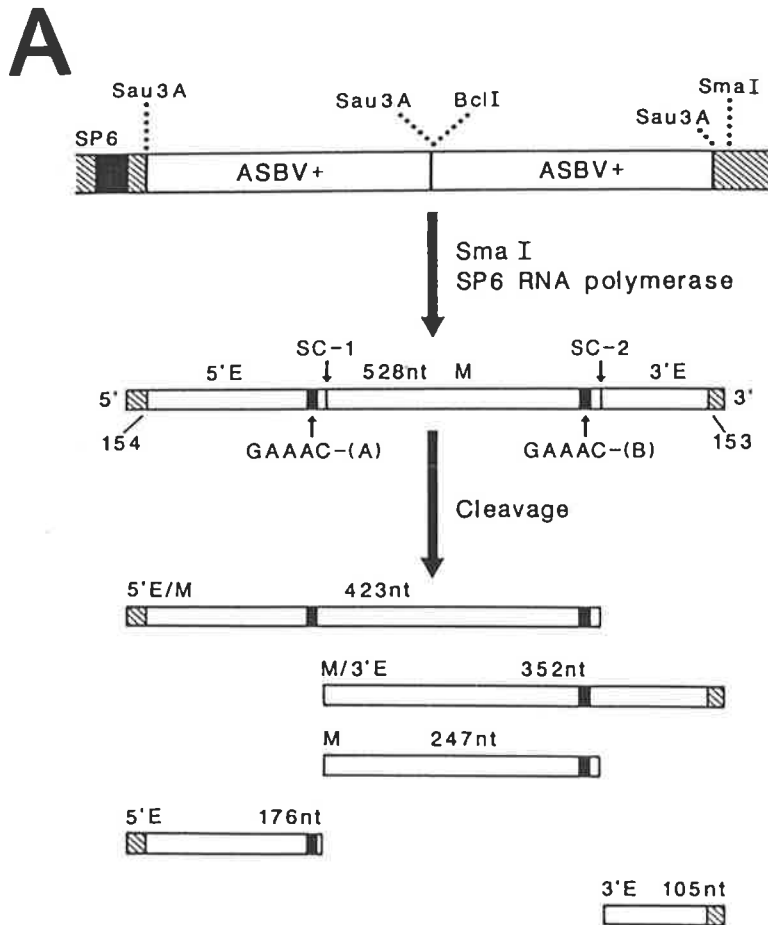 A
Sau3A
Sau3A BclI
SmaI
Sau3A
SP6
ASBV+ ASBV+
Sma I
SP6 RNA polymerase
SC-1 SC-2
5'E 528nt M 3'E
5' 3'
154 153
GAAAC-(A) GAAAC-(B)
Cleavage
5'E/M 423nt
M/3'E 352nt
M 247nt
5'E 176nt
3'E 105nt